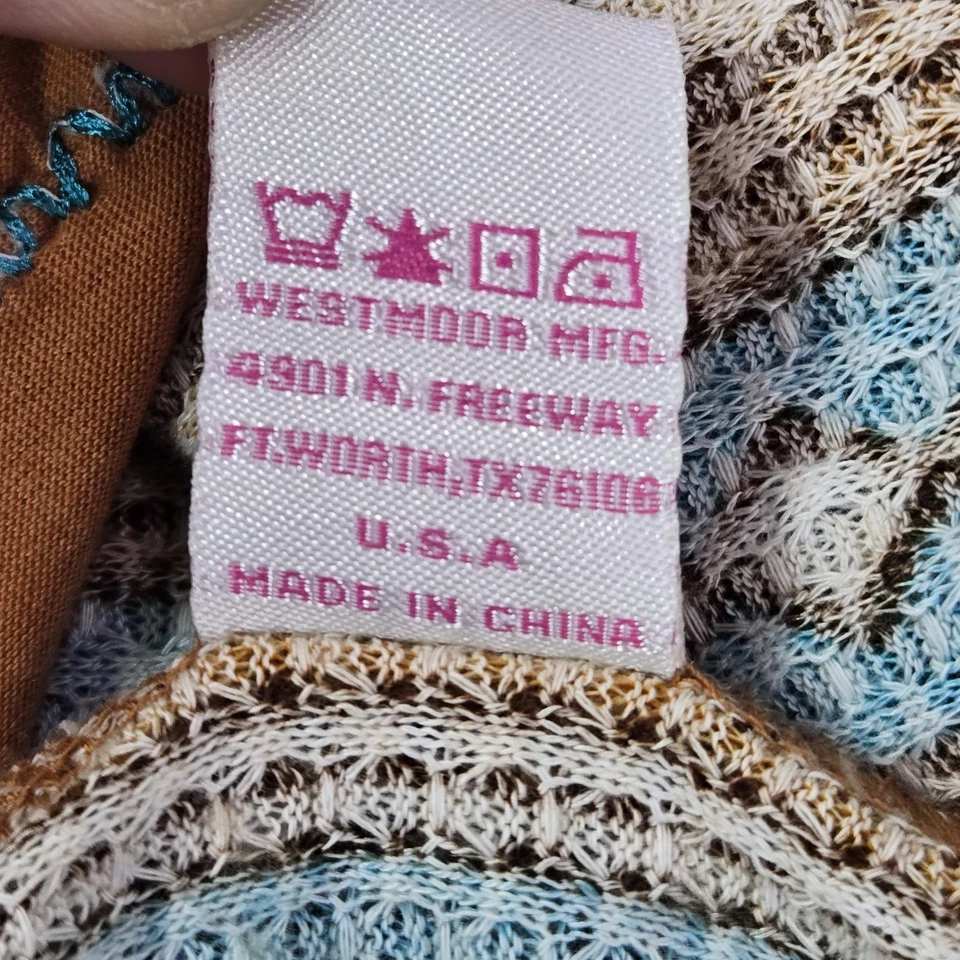 WESTMOOR MFG.
4901 N. FREEWAY
FT.WORTH,TX76106
U.S.A
MADE IN CHINA